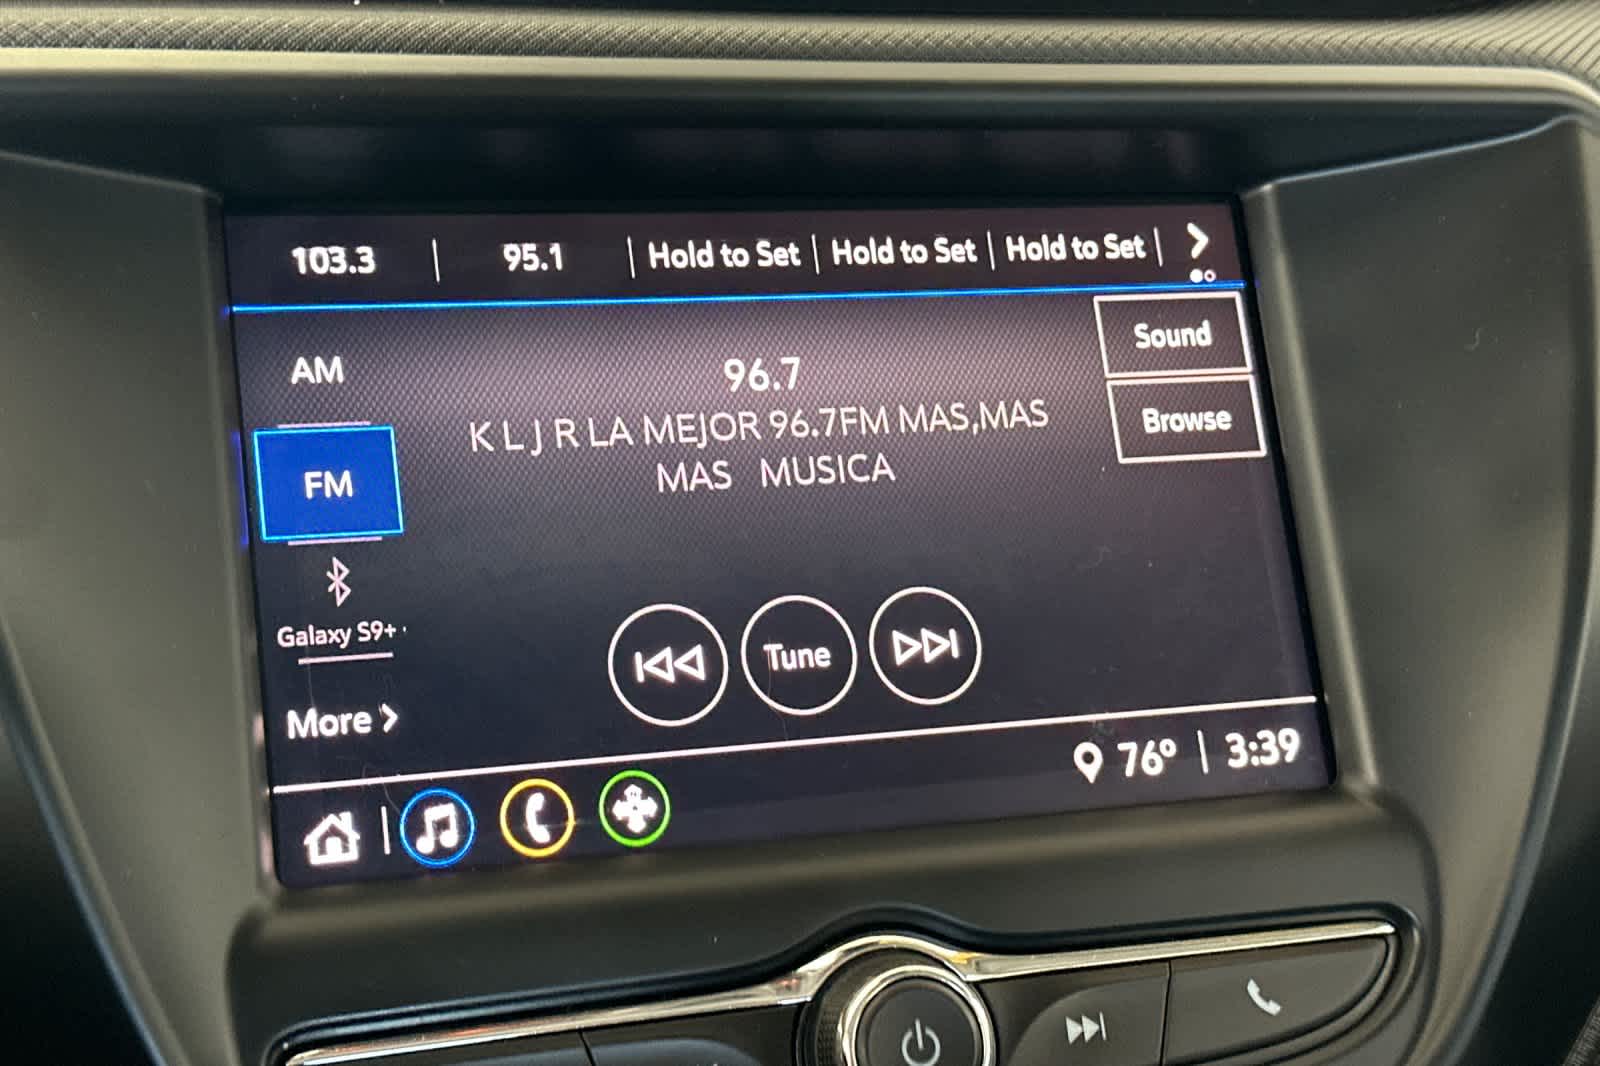 103.3 | 95.1 | Hold to Set | Hold to Set | Hold to Set |
Sound
AM
96.7
K L J R LA MEJOR 96.7FM MAS,MAS
Browse
MAS MUSICA
FM
Galaxy S9+
Tune
More
76° | 3:39